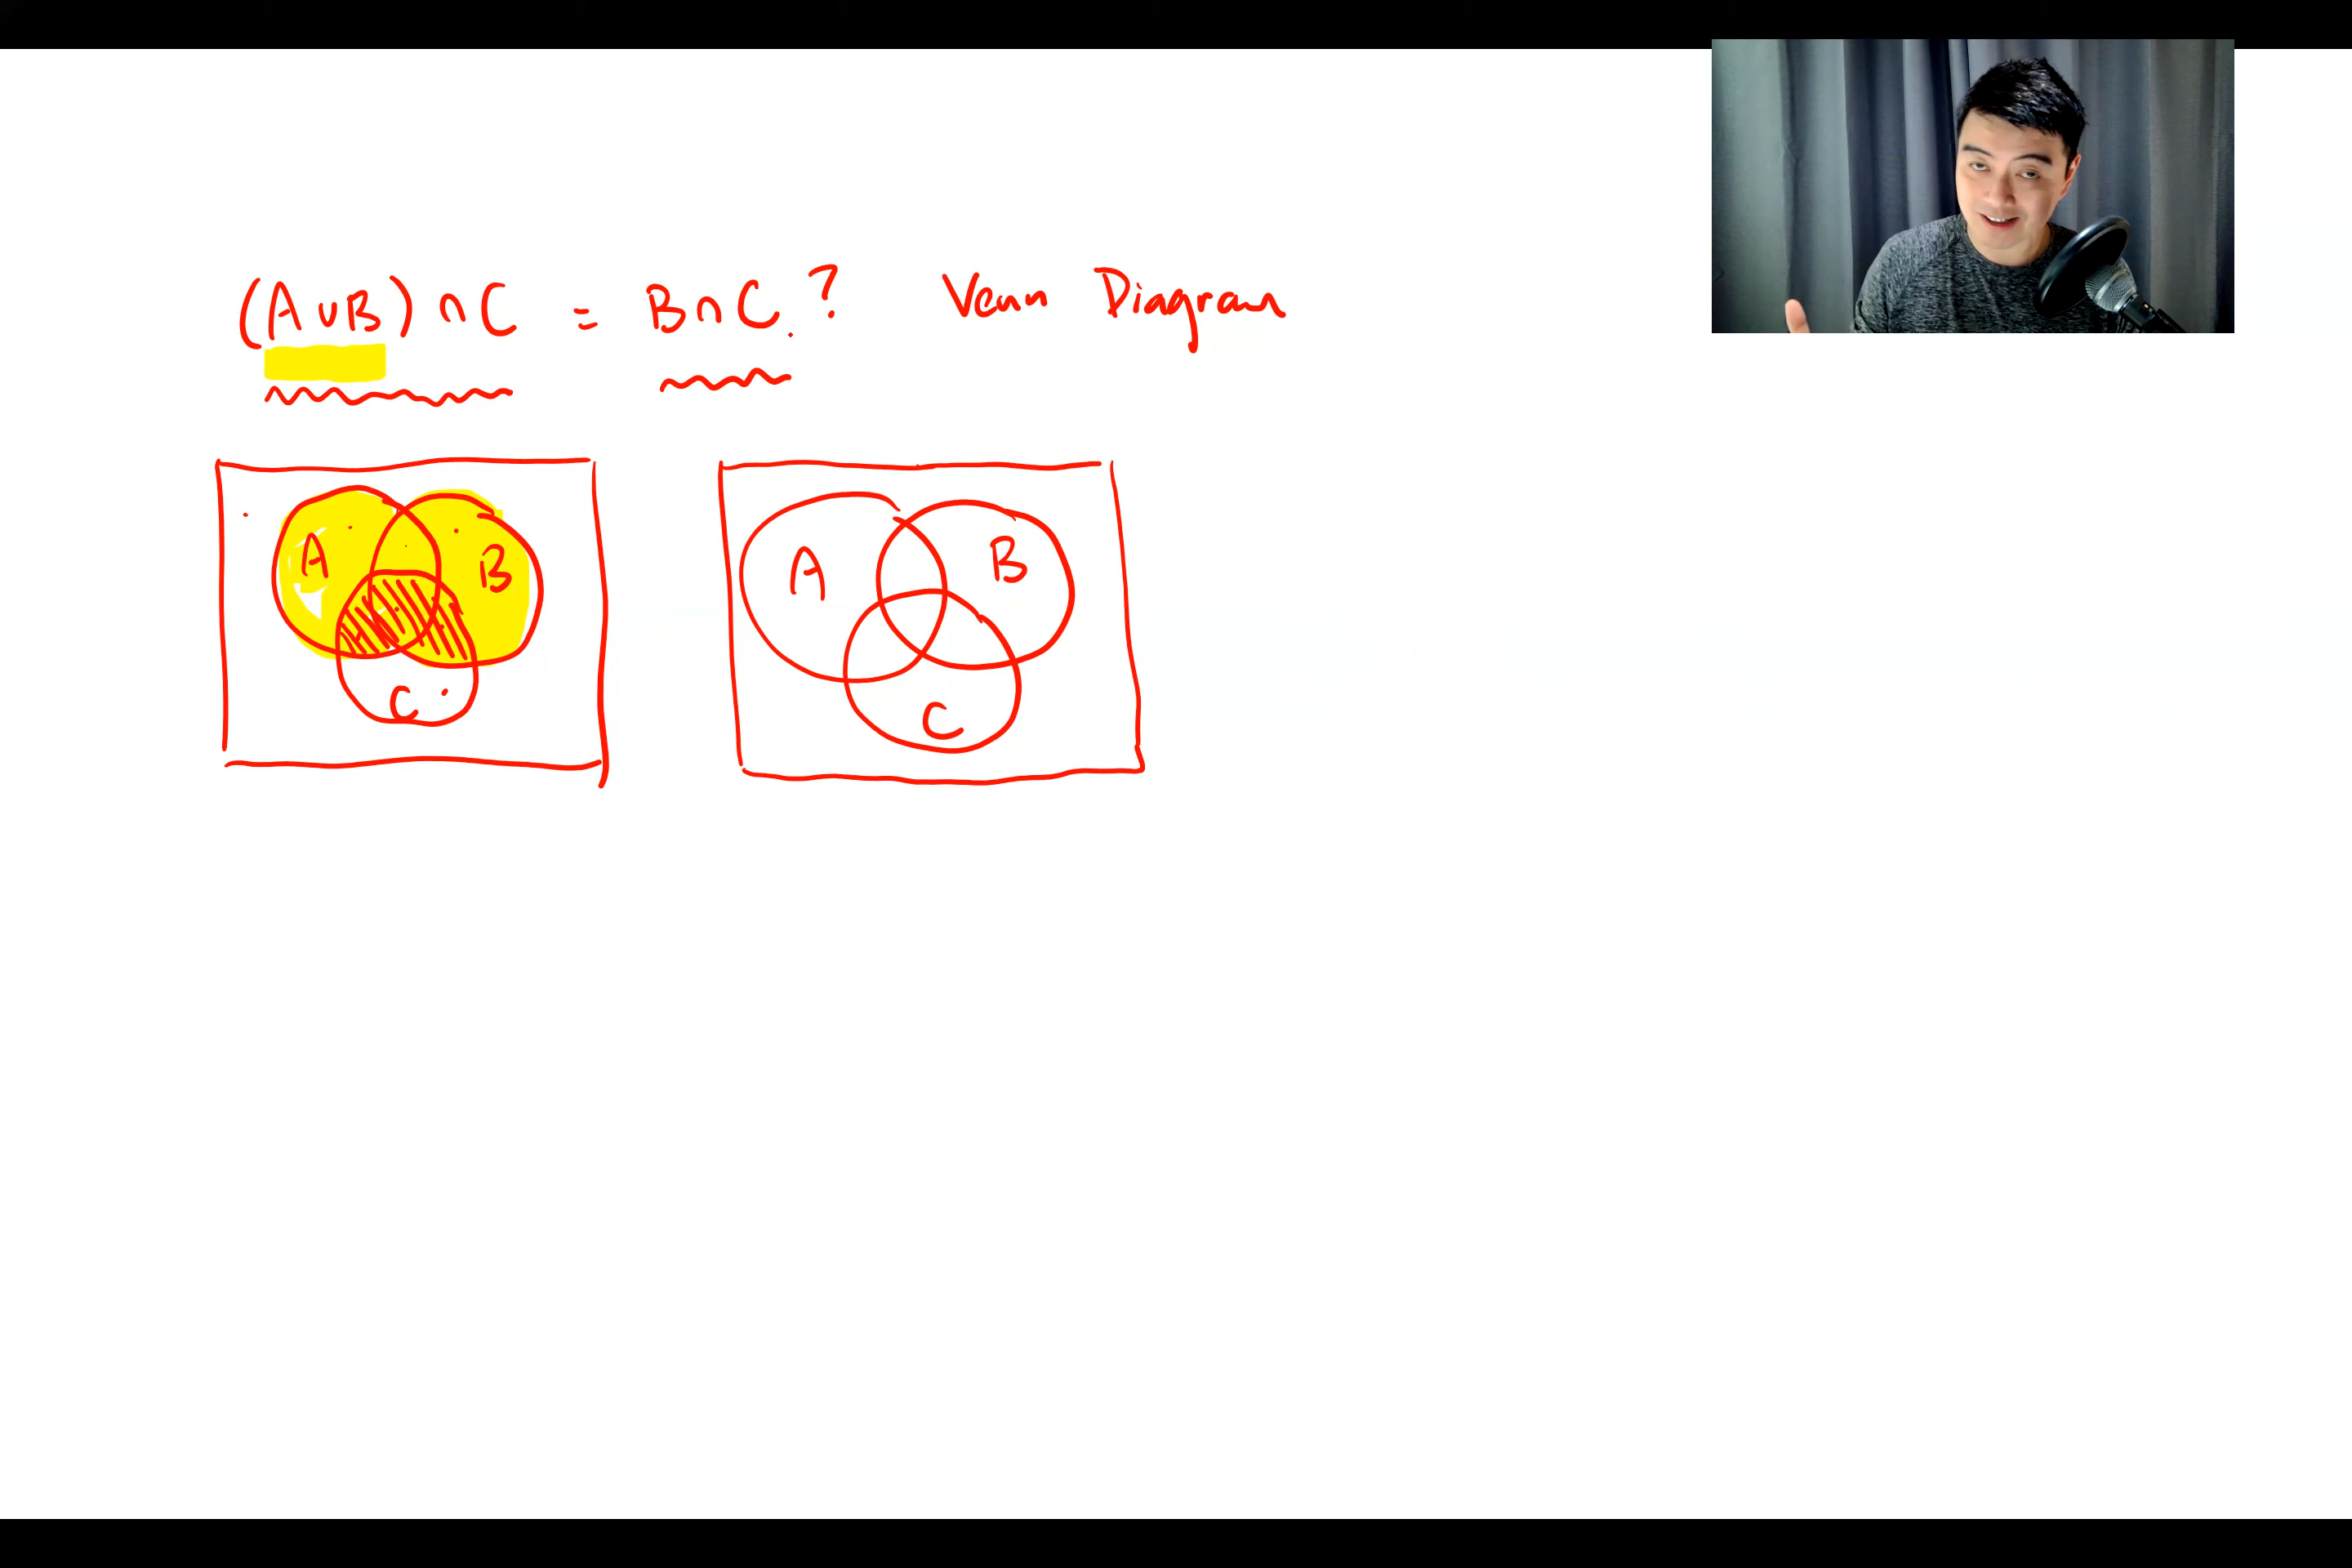 (A∪B)∩C = B∩C.? Venn Diagram
A B A B
C C